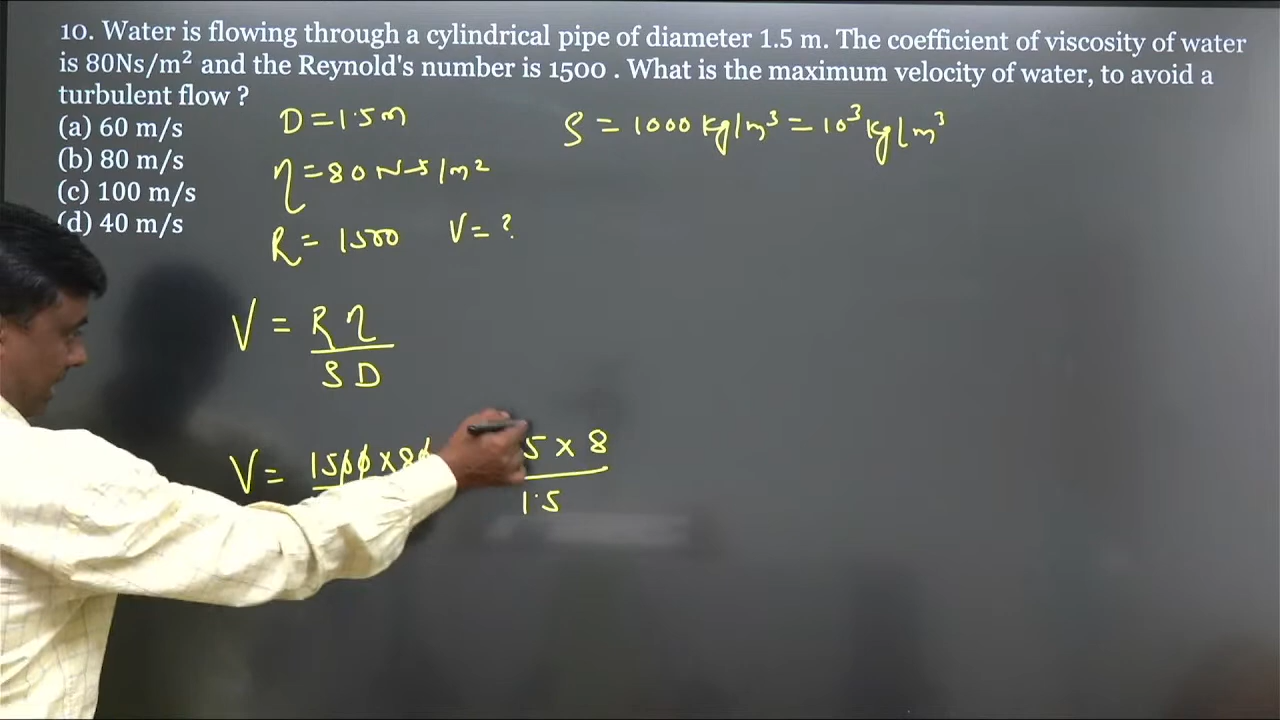 10. Water is flowing through a cylindrical pipe of diameter 1.5 m. The coefficient of viscosity of water
is 80Ns/m² and the Reynold's number is 1500 . What is the maximum velocity of water, to avoid a
turbulent flow ?
(a) 60 m/s
(b) 80 m/s
(c) 100 m/s
(d) 40 m/s
D = 1.5 m
η = 80 N-s/m²
R = 1500 V = ?
ρ = 1000 kg/m³ = 10³ kg/m³
V = Rη
ρ D
V = 1500 × 80
5 × 8
1.5